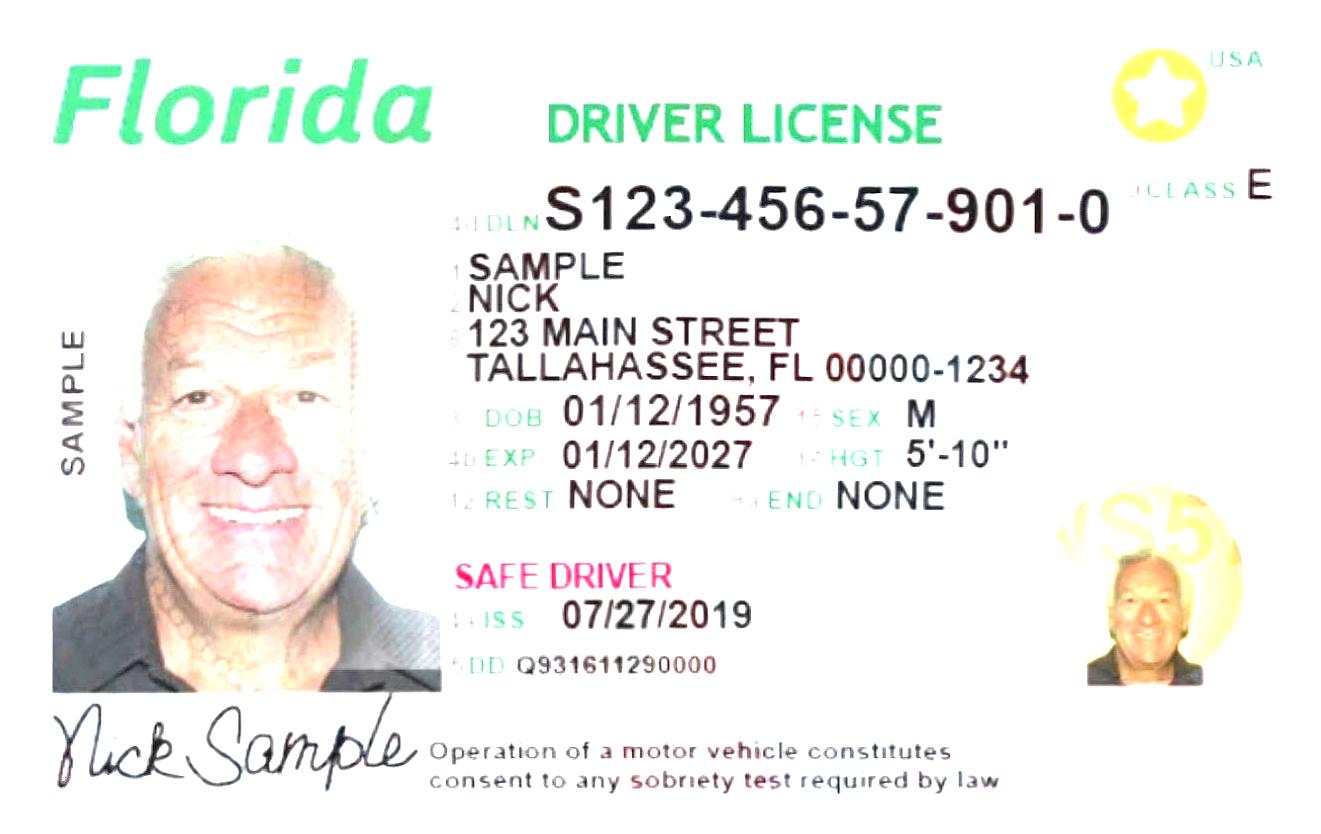 Florida
USA
DRIVER LICENSE
9 CLASS E
4d DLN S123-456-57-901-0
1 SAMPLE
2 NICK
8 123 MAIN STREET
TALLAHASSEE, FL 00000-1234
3 DOB 01/12/1957 15 SEX M
4b EXP 01/12/2027 16 HGT 5'-10"
12 REST NONE 9a END NONE
SAMPLE
SAFE DRIVER
4a ISS 07/27/2019
5 DD Q931611290000
Nick Sample
Operation of a motor vehicle constitutes
consent to any sobriety test required by law